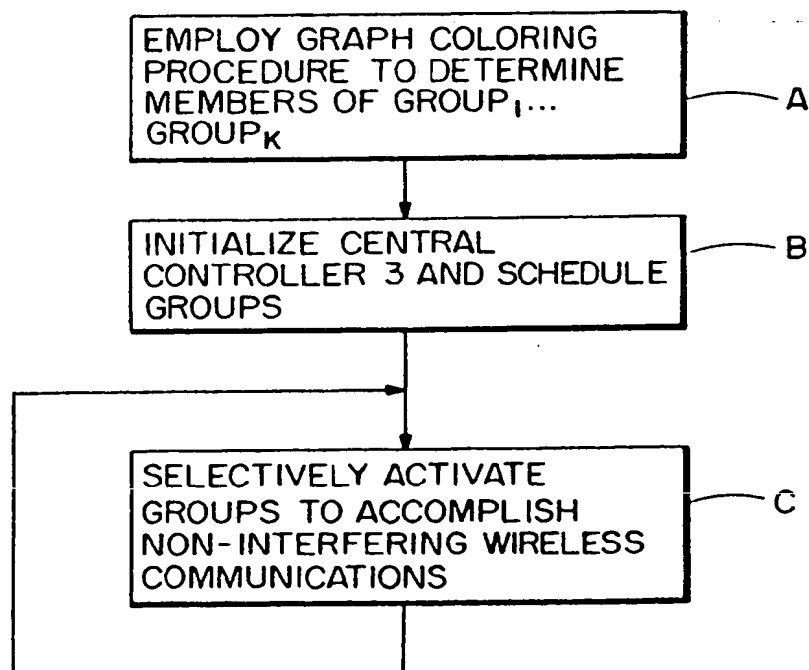 EMPLOY GRAPH COLORING
PROCEDURE TO DETERMINE
MEMBERS OF GROUP₁...
GROUP_K
A
INITIALIZE CENTRAL
CONTROLLER 3 AND SCHEDULE
GROUPS
B
SELECTIVELY ACTIVATE
GROUPS TO ACCOMPLISH
NON-INTERFERING WIRELESS
COMMUNICATIONS
C